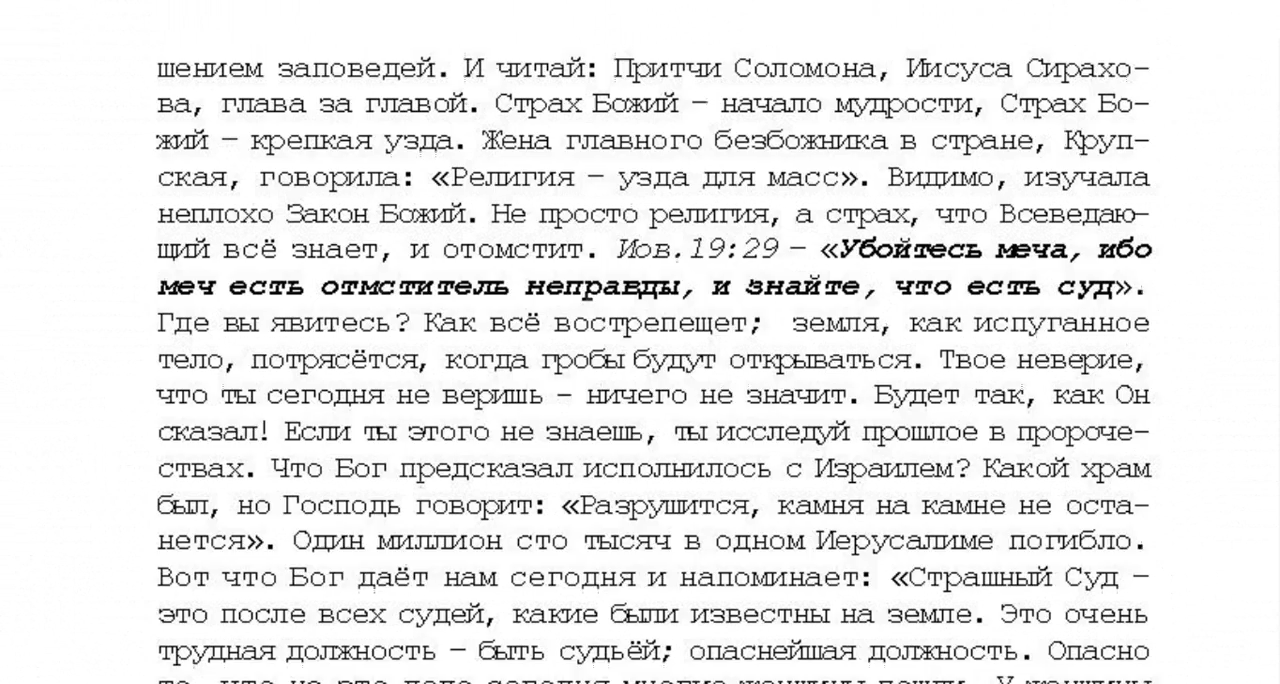 шением заповедей. И читай: Притчи Соломона, Иисуса Сирахо-
ва, глава за главой. Страх Божий – начало мудрости, Страх Бо-
жий – крепкая узда. Жена главного безбожника в стране, Круп-
ская, говорила: «Религия – узда для масс». Видимо, изучала
неплохо Закон Божий. Не просто религия, а страх, что Всеведаю-
щий всё знает, и отомстит. Иов.19:29 – «Убойтесь меча, ибо
меч есть отмститель неправды, и знайте, что есть суд».
Где вы явитесь? Как всё вострепещет; земля, как испуганное
тело, потрясётся, когда гробы будут открываться. Твое неверие,
что ты сегодня не веришь – ничего не значит. Будет так, как Он
сказал! Если ты этого не знаешь, ты исследуй прошлое в пророче-
ствах. Что Бог предсказал исполнилось с Израилем? Какой храм
был, но Господь говорит: «Разрушится, камня на камне не оста-
нется». Один миллион сто тысяч в одном Иерусалиме погибло.
Вот что Бог даёт нам сегодня и напоминает: «Страшный Суд –
это после всех судей, какие были известны на земле. Это очень
трудная должность – быть судьёй; опаснейшая должность. Опасно